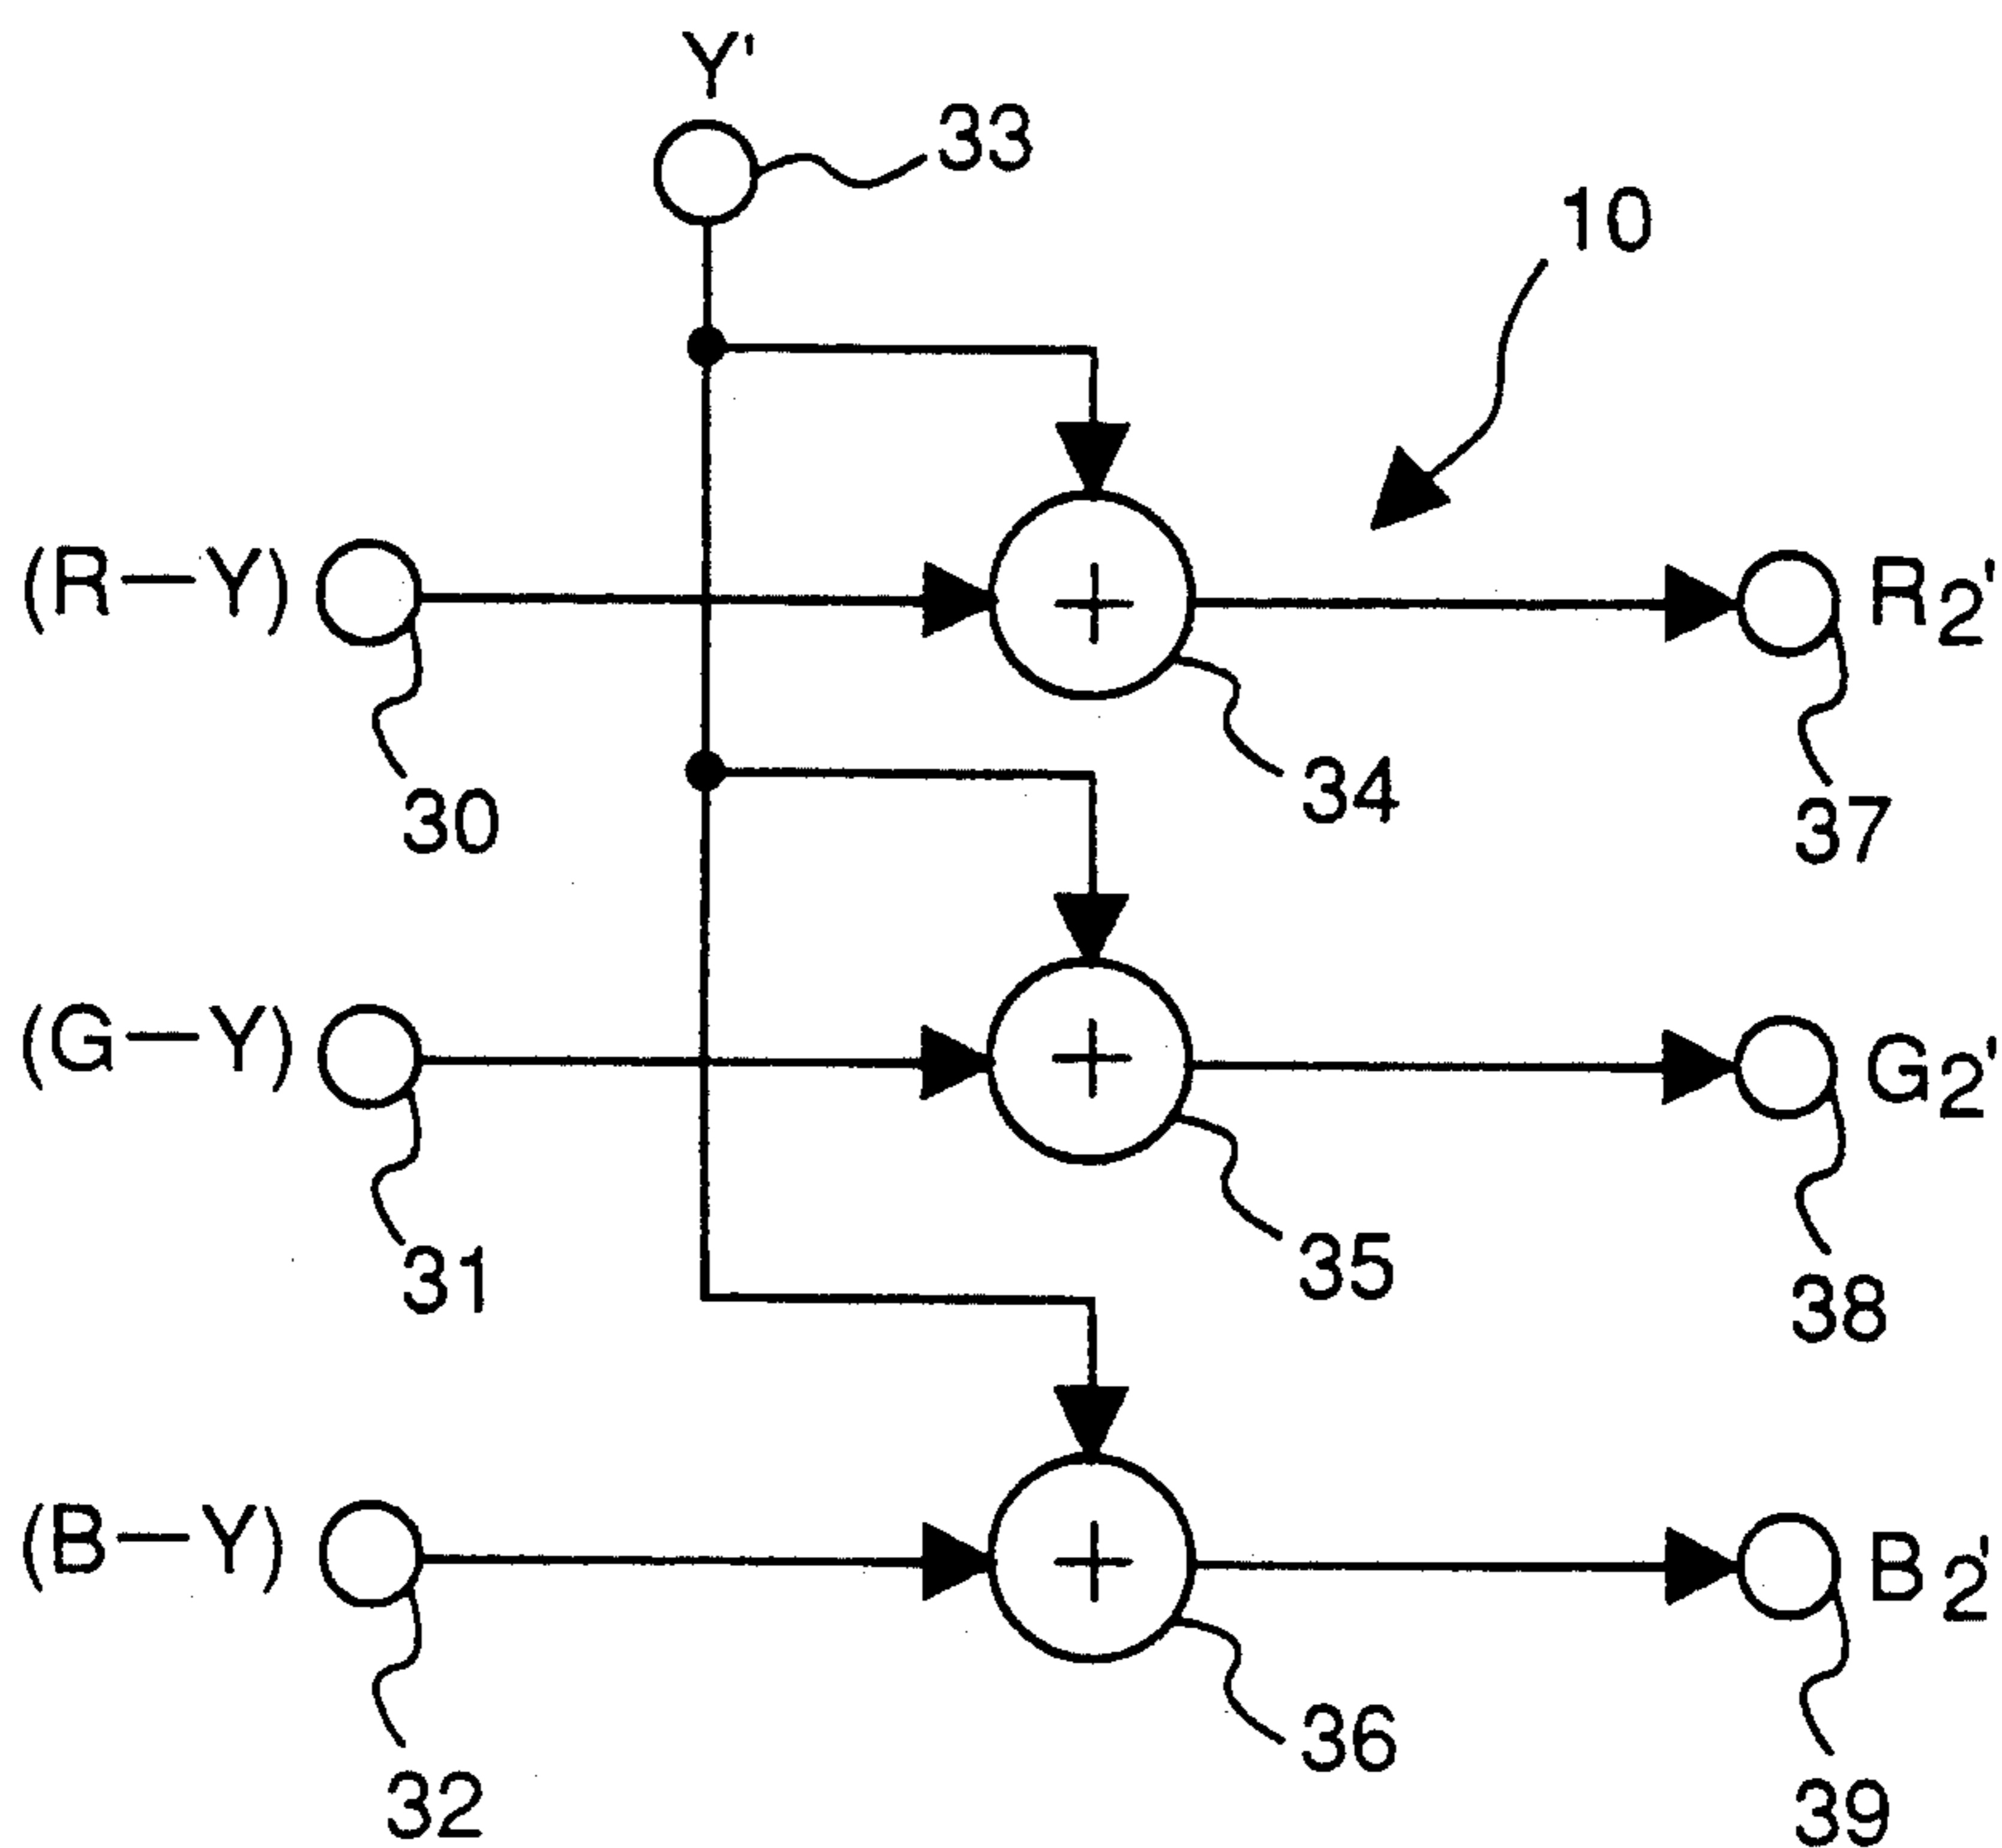 Y'
33
10
(R—Y)
R2'
30
34
37
(G—Y)
G2'
31
35
38
(B—Y)
B2'
32
36
39
+
+
+